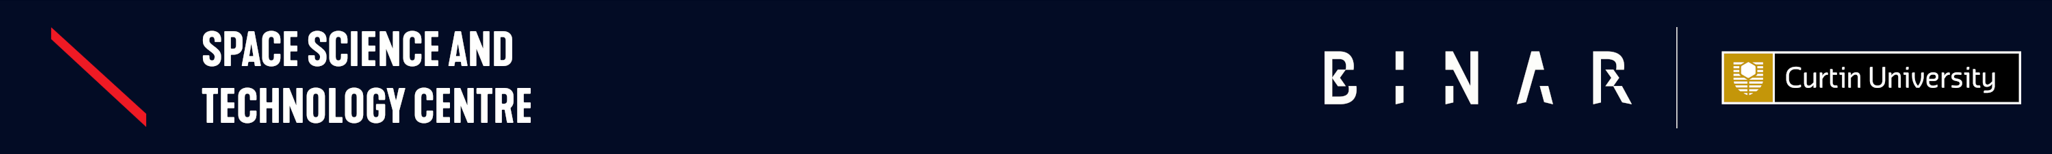 SPACE SCIENCE AND
TECHNOLOGY CENTRE
BINAR
Curtin University